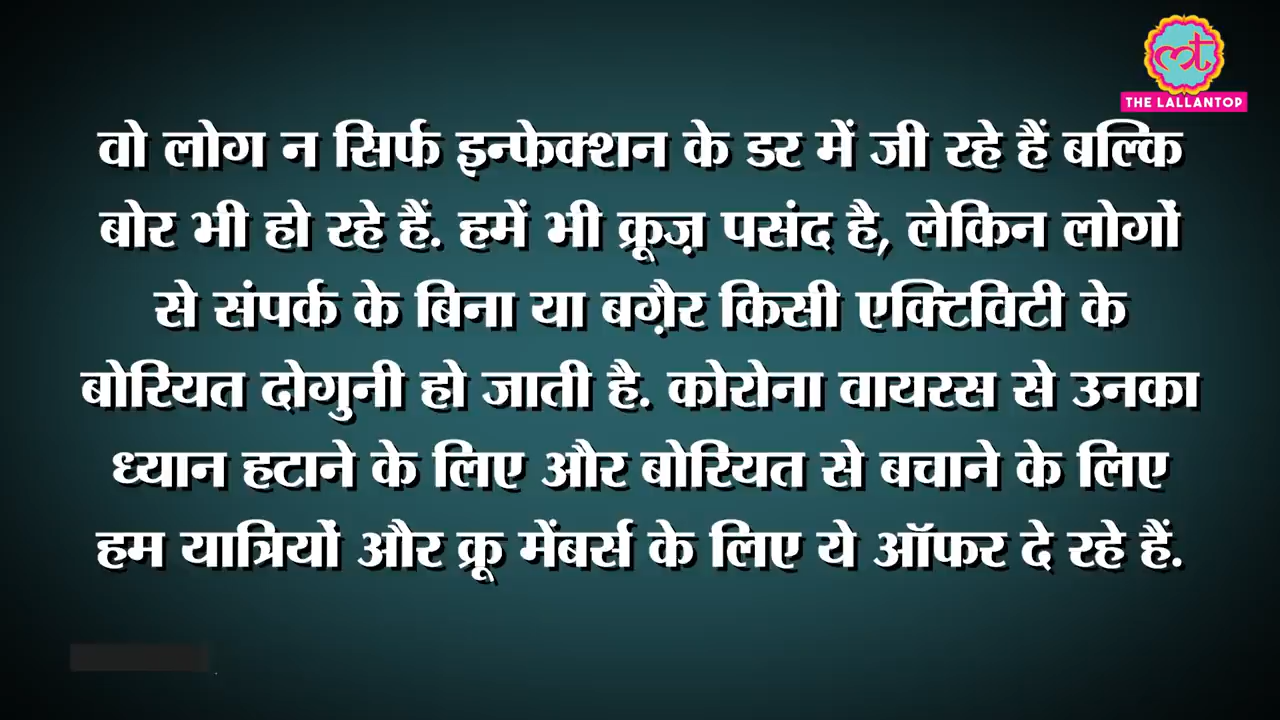 lt
THE LALLANTOP
वो लोग न सिर्फ इन्फेक्शन के डर में जी रहे हैं बल्कि
बोर भी हो रहे हैं. हमें भी क्रूज़ पसंद है, लेकिन लोगों
से संपर्क के बिना या बग़ैर किसी एक्टिविटी के
बोरियत दोगुनी हो जाती है. कोरोना वायरस से उनका
ध्यान हटाने के लिए और बोरियत से बचाने के लिए
हम यात्रियों और क्रू मेंबर्स के लिए ये ऑफर दे रहे हैं.